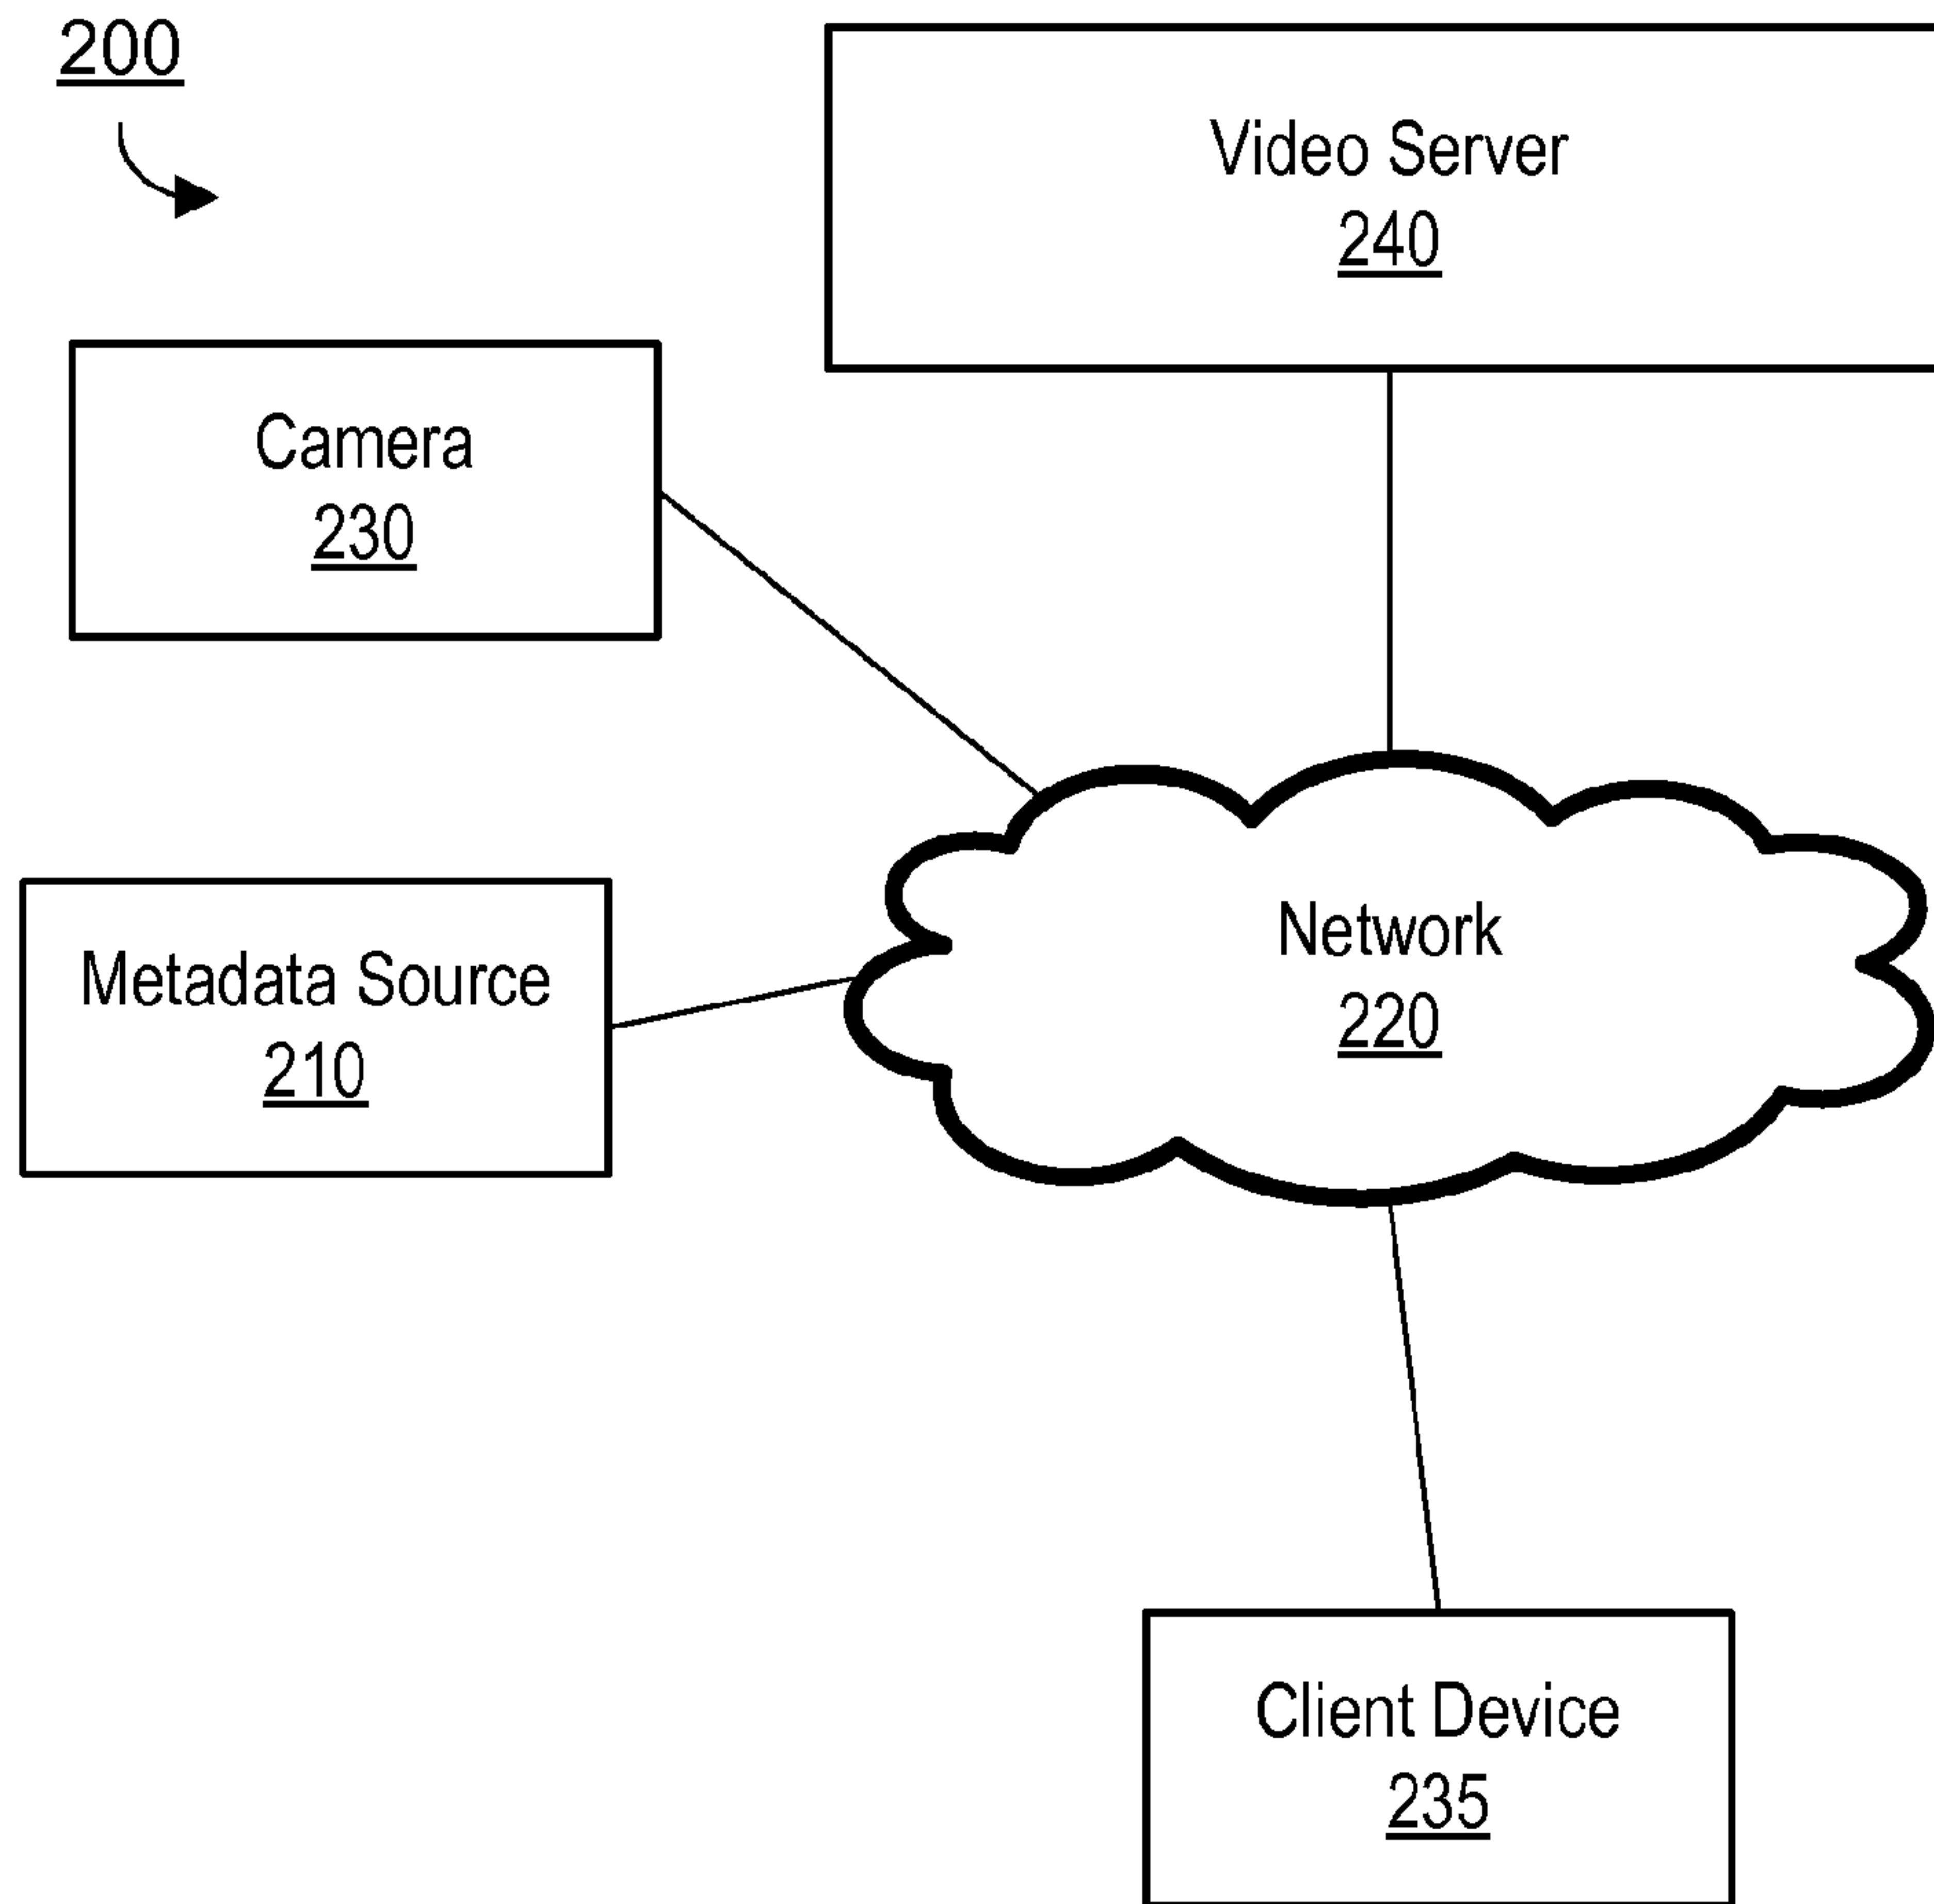 200
Video Server
240
Camera
230
Network
220
Metadata Source
210
Client Device
235